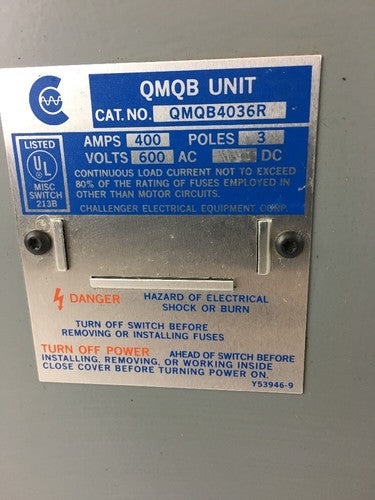 QMQB UNIT
CAT. NO. QMQB4036R
LISTED
UL
MISC
SWITCH
213B
AMPS 400 POLES 3
VOLTS 600 AC DC
CONTINUOUS LOAD CURRENT NOT TO EXCEED
80% OF THE RATING OF FUSES EMPLOYED IN
OTHER THAN MOTOR CIRCUITS.
CHALLENGER ELECTRICAL EQUIPMENT CORP.
DANGER HAZARD OF ELECTRICAL
SHOCK OR BURN
TURN OFF SWITCH BEFORE
REMOVING OR INSTALLING FUSES
TURN OFF POWER AHEAD OF SWITCH BEFORE
INSTALLING, REMOVING, OR WORKING INSIDE
CLOSE COVER BEFORE TURNING POWER ON.
Y53946-9